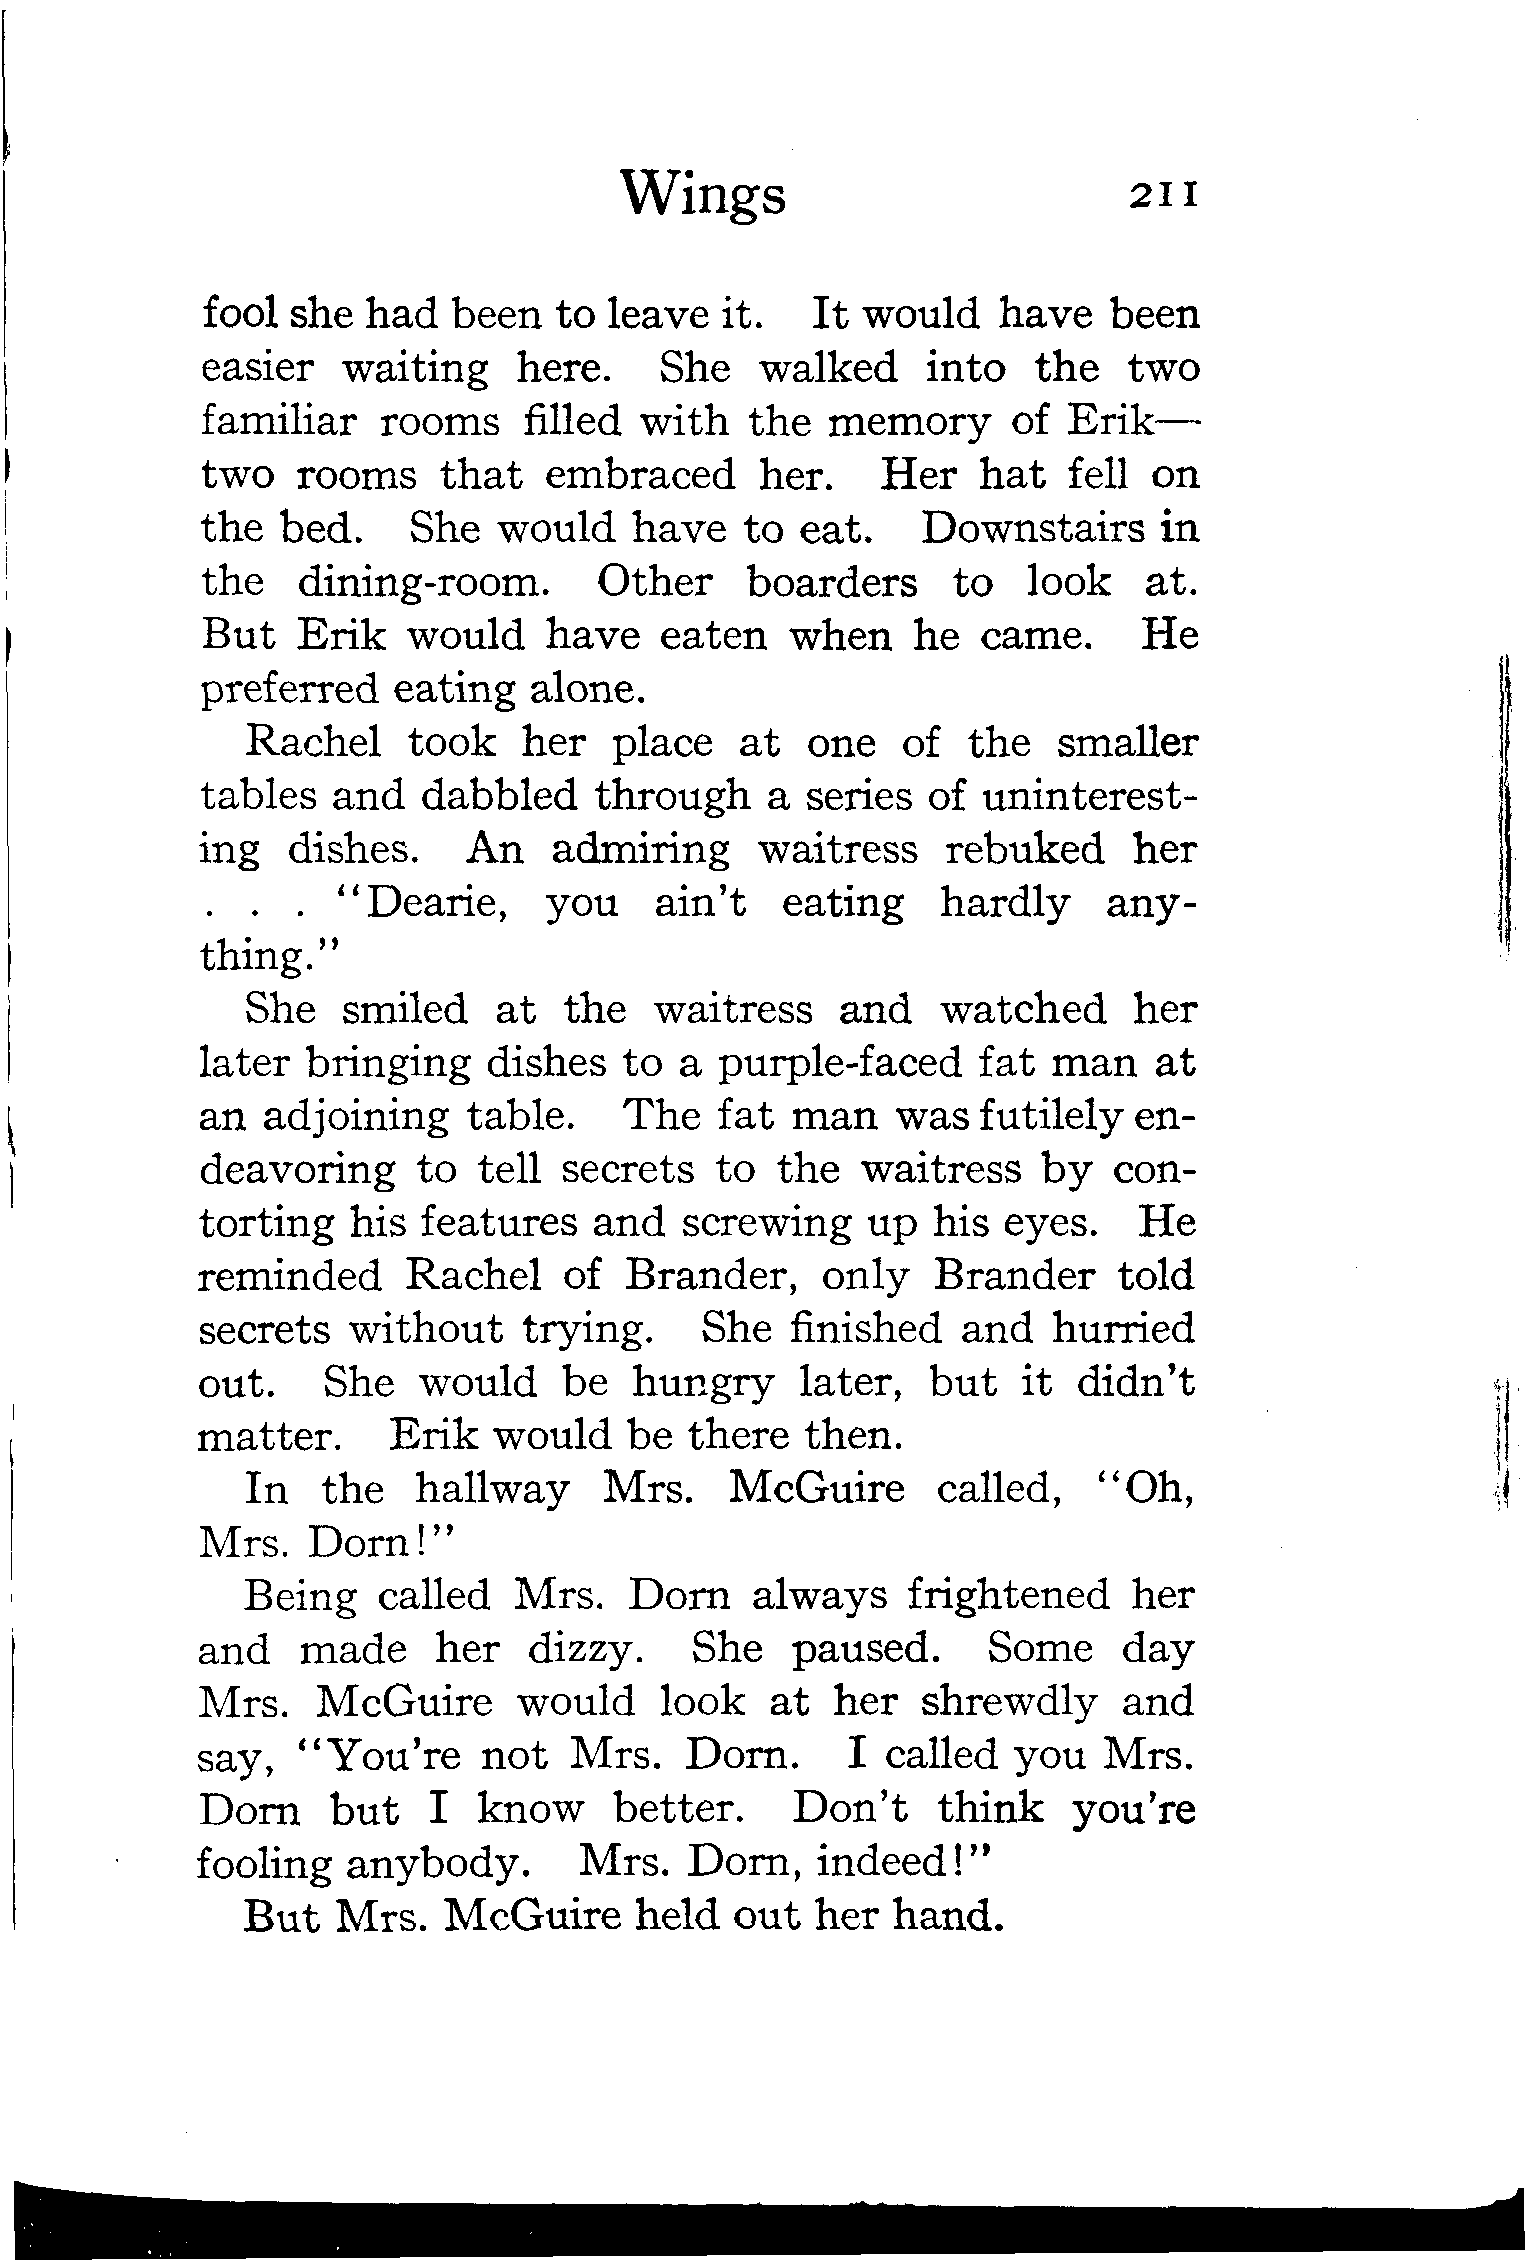 Wings 211
fool she had been to leave it. It would have been
easier waiting here. She walked into the two
familiar rooms filled with the memory of Erik—
two rooms that embraced her. Her hat fell on
the bed. She would have to eat. Downstairs in
the dining-room. Other boarders to look at.
But Erik would have eaten when he came. He
preferred eating alone.
Rachel took her place at one of the smaller
tables and dabbled through a series of uninterest-
ing dishes. An admiring waitress rebuked her
. . . "Dearie, you ain't eating hardly any-
thing."
She smiled at the waitress and watched her
later bringing dishes to a purple-faced fat man at
an adjoining table. The fat man was futilely en-
deavoring to tell secrets to the waitress by con-
torting his features and screwing up his eyes. He
reminded Rachel of Brander, only Brander told
secrets without trying. She finished and hurried
out. She would be hungry later, but it didn't
matter. Erik would be there then.
In the hallway Mrs. McGuire called, "Oh,
Mrs. Dorn!"
Being called Mrs. Dorn always frightened her
and made her dizzy. She paused. Some day
Mrs. McGuire would look at her shrewdly and
say, "You're not Mrs. Dorn. I called you Mrs.
Dorn but I know better. Don't think you're
fooling anybody. Mrs. Dorn, indeed!"
But Mrs. McGuire held out her hand.